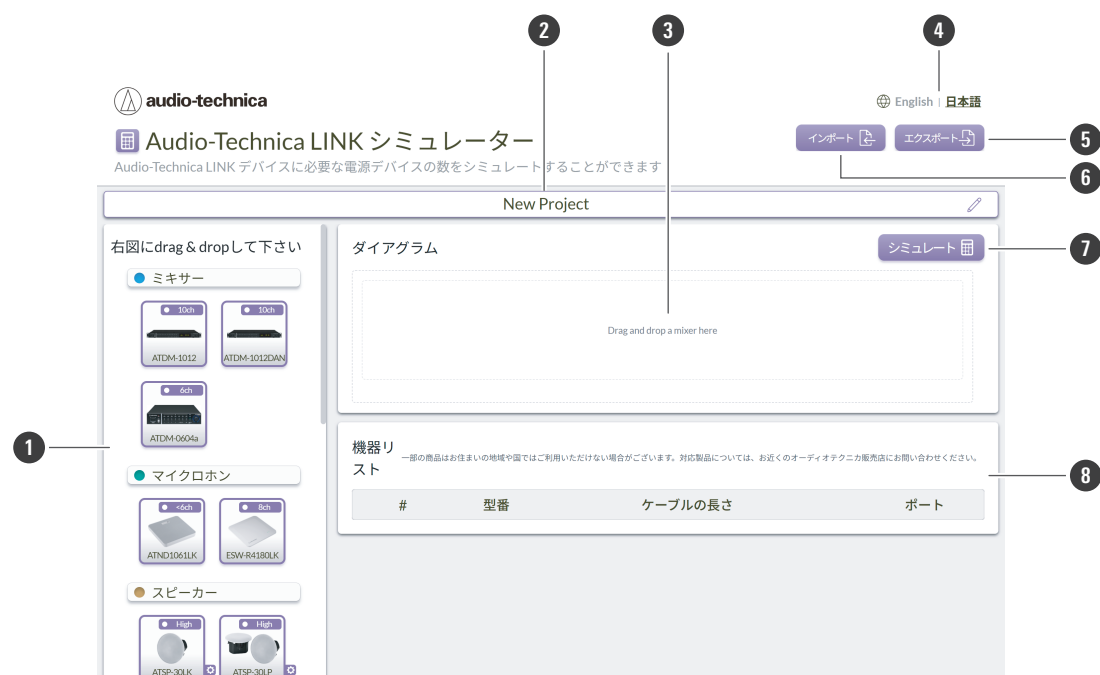 2
3
4
audio-technica
English | 日本語
Audio-Technica LINK シミュレーター
インポート
エクスポート
5
Audio-Technica LINK デバイスに必要な電源デバイスの数をシミュレートすることができます
6
New Project
右図にdrag & dropして下さい
ダイアグラム
シミュレート
7
ミキサー
10ch
10ch
ATDM-1012
ATDM-1012DAN
Drag and drop a mixer here
6ch
ATDM-0604a
1
機器リ
スト
一部の商品はお住まいの地域や国ではご利用いただけない場合がございます。対応製品については、お近くのオーディオテクニカ販売店にお問い合わせください。
8
マイクロホン
# 型番 ケーブルの長さ ポート
<6ch
8ch
ATND1061LK
ESW-R4180LK
スピーカー
High
High
ATSP-30LK
ATSP-30LP